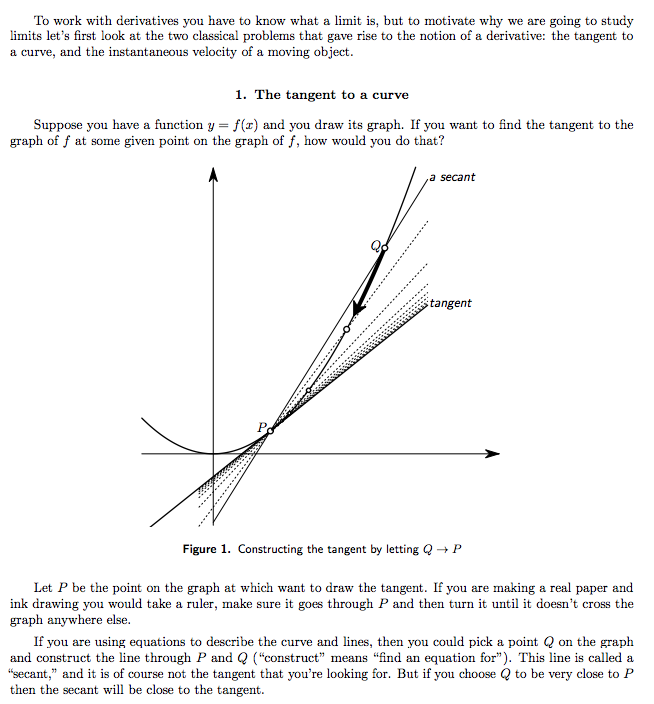 To work with derivatives you have to know what a limit is, but to motivate why we are going to study
limits let's first look at the two classical problems that gave rise to the notion of a derivative: the tangent to
a curve, and the instantaneous velocity of a moving object.
1. The tangent to a curve
Suppose you have a function y = f(x) and you draw its graph. If you want to find the tangent to the
graph of f at some given point on the graph of f, how would you do that?
a secant
Q
tangent
P
Figure 1. Constructing the tangent by letting Q → P
Let P be the point on the graph at which want to draw the tangent. If you are making a real paper and
ink drawing you would take a ruler, make sure it goes through P and then turn it until it doesn't cross the
graph anywhere else.
If you are using equations to describe the curve and lines, then you could pick a point Q on the graph
and construct the line through P and Q (“construct” means “find an equation for”). This line is called a
“secant,” and it is of course not the tangent that you're looking for. But if you choose Q to be very close to P
then the secant will be close to the tangent.